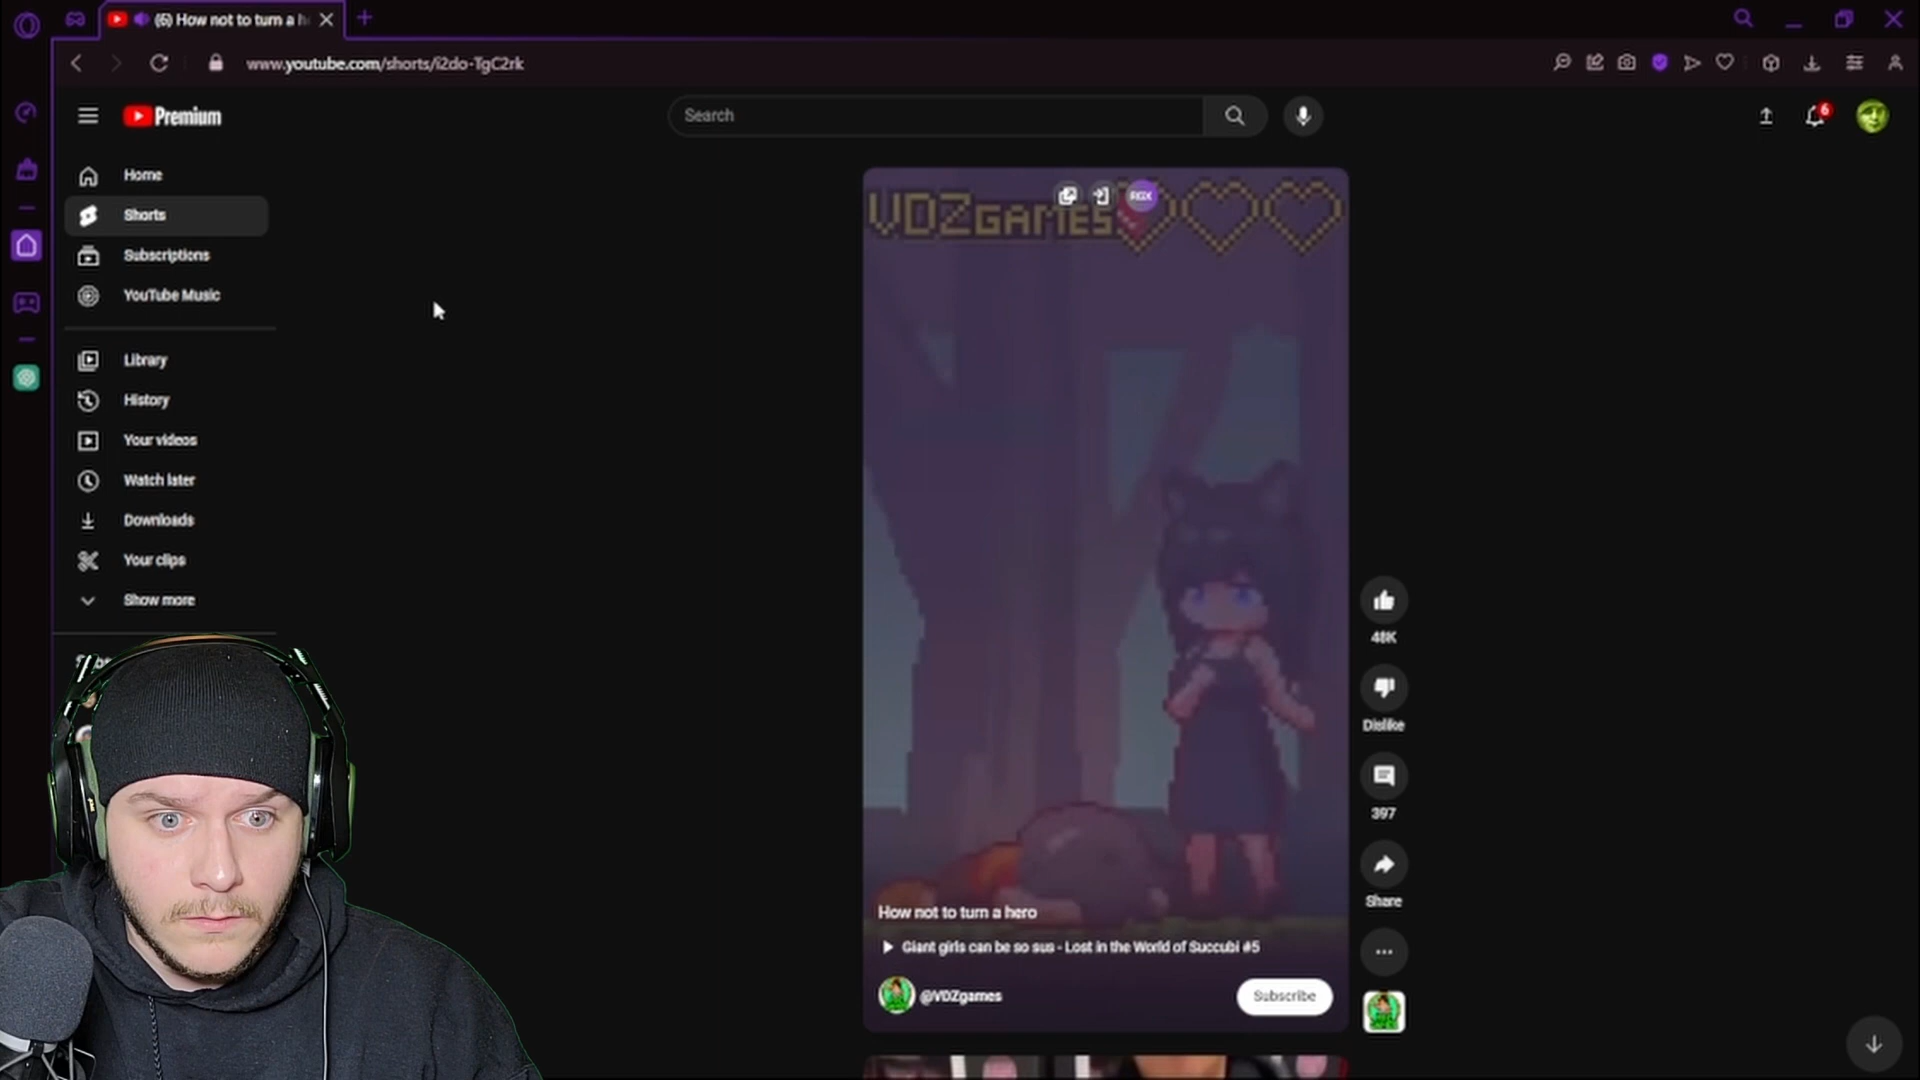 (6) How not to turn a h
www.youtube.com/shorts/i2do-TgC2rk
Premium
Search
6
Home
Shorts
Subscriptions
YouTube Music
Library
History
Your videos
Watch later
Downloads
Your clips
Show more
VDZGAMES
RGX
48K
Dislike
397
Share
How not to turn a hero
Giant girls can be so sus - Lost in the World of Succubi #5
@VDZgames
Subscribe